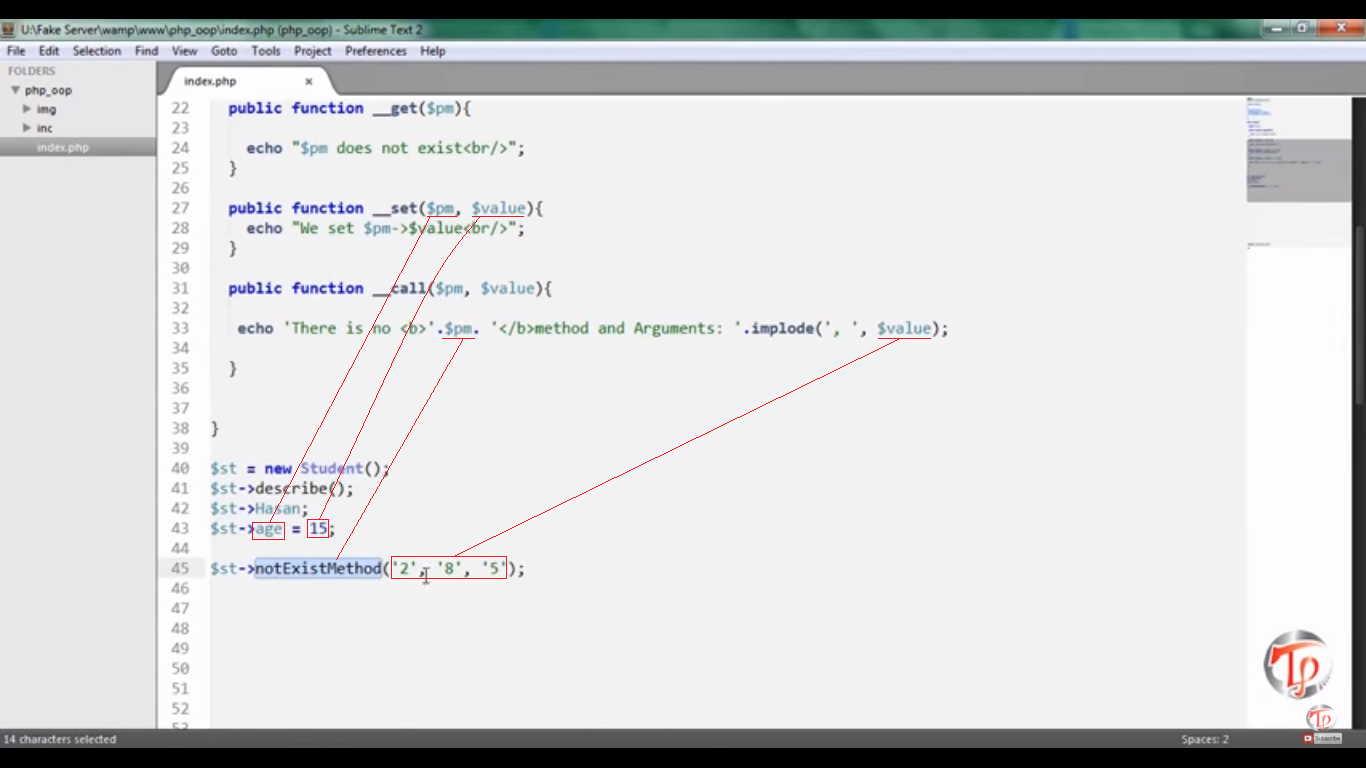 U:\Fake Server\wamp\www\php_oop\index.php (php_oop) - Sublime Text 2
File Edit Selection Find View Goto Tools Project Preferences Help
FOLDERS
php_oop
img
inc
index.php
index.php
22 public function __get($pm){
23
24 echo "$pm does not exist<br/>";
25 }
26
27 public function __set($pm, $value){
28 echo "We set $pm->$value<br/>";
29 }
30
31 public function __call($pm, $value){
32
33 echo 'There is no <b>'.$pm. '</b>method and Arguments: '.implode(', ', $value);
34
35 }
36
37
38 }
39
40 $st = new Student();
41 $st->describe();
42 $st->Hasan;
43 $st->age = 15;
44
45 $st->notExistMethod('2', '8', '5');
46
47
48
49
50
51
52
53
14 characters selected
Spaces: 2
Tp
Tp
Subscribe